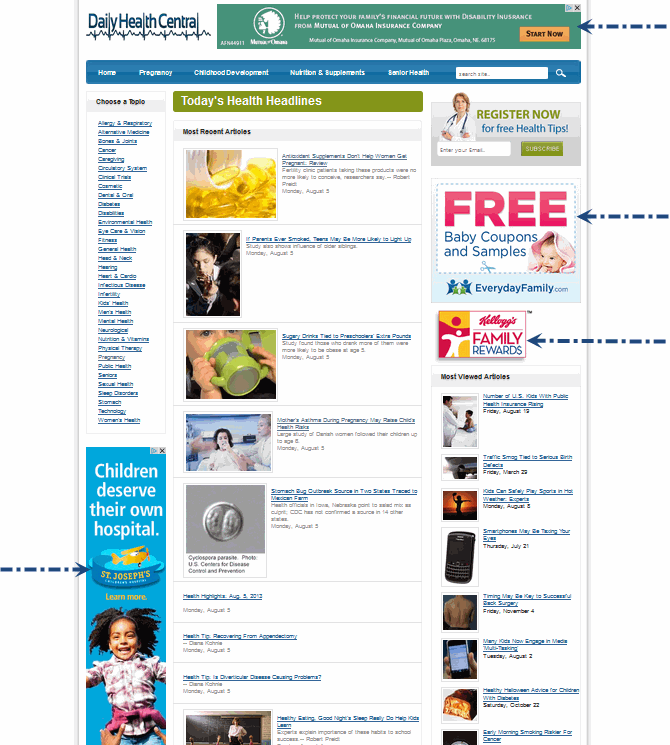 Daily Health Central
HELP PROTECT YOUR FAMILY'S FINANCIAL FUTURE WITH DISABILITY INSURANCE
FROM MUTUAL OF OMAHA INSURANCE COMPANY.
START NOW
AFN44911
MUTUAL of OMAHA
Mutual of Omaha Insurance Company, Mutual of Omaha Plaza, Omaha, NE. 68175
Home
Pregnancy
Childhood Development
Nutrition & Supplements
Senior Health
search site..
Choose a Topic
Allergy & Respiratory
Alternative Medicine
Bones & Joints
Cancer
Caregiving
Circulatory System
Clinical Trials
Cosmetic
Dental & Oral
Diabetes
Disabilities
Environmental Health
Eye Care & Vision
Fitness
General Health
Head & Neck
Hearing
Heart & Cardio
Infectious Disease
Infertility
Kids' Health
Men's Health
Mental Health
Neurological
Nutrition & Vitamins
Physical Therapy
Pregnancy
Public Health
Seniors
Sexual Health
Sleep Disorders
Stomach
Technology
Women's Health
Children
deserve
their own
hospital.
ST. JOSEPH'S
CHILDREN'S HOSPITAL
Learn more.
Today's Health Headlines
Most Recent Articles
Antioxidant Supplements Don't Help Women Get
Pregnant, Review
Fertility clinic patients taking these products were no
more likely to conceive, researchers say -- Robert
Preidt
Monday, August 5
If Parents Ever Smoked, Teens May Be More Likely to Light Up
Study also shows influence of older siblings.
Monday, August 5
Sugary Drinks Tied to Preschoolers' Extra Pounds
Study found those who drank more of them were
more likely to be obese at age 5.
Monday, August 5
Mother's Asthma During Pregnancy May Raise Child's
Health Risks
Large study of Danish women followed their children up
to age 6.
Monday, August 5
Stomach Bug Outbreak Source in Two States Traced to
Mexican Farm
Health officials in Iowa, Nebraska point to salad mix as
culprit; CDC has not confirmed a source in 14 other
states.
Monday, August 5
Cyclospora parasite. Photo:
U.S. Centers for Disease
Control and Prevention
Health Highlights: Aug. 5, 2013
Monday, August 5
Health Tip: Recovering From Appendectomy
-- Diana Kohnle
Monday, August 5
Health Tip: Is Diverticular Disease Causing Problems?
-- Diana Kohnle
Monday, August 5
Healthy Eating, Good Night's Sleep Really Do Help Kids
Learn
Experts explain importance of these habits to school
success -- Robert Preidt
Monday, August 5
REGISTER NOW
for free Health Tips!
Enter your Email..
SUBSCRIBE
FREE
Baby Coupons
and Samples
EverydayFamily.com
Kellogg's
FAMILY
REWARDS
™
Most Viewed Articles
Number of U.S. Kids With Public
Health Insurance Rising
Friday, August 19
Traffic Smog Tied to Serious Birth
Defects
Friday, March 29
Kids Can Safely Play Sports in Hot
Weather: Experts
Monday, August 8
Smartphones May Be Taxing Your
Eyes
Thursday, July 21
Timing May Be Key to Successful
Back Surgery
Friday, November 4
Many Kids Now Engage in Media
'Multi-Tasking'
Tuesday, August 2
Healthy Halloween Advice for Children
With Diabetes
Saturday, October 22
Early Morning Smoking Riskier For
Cancer